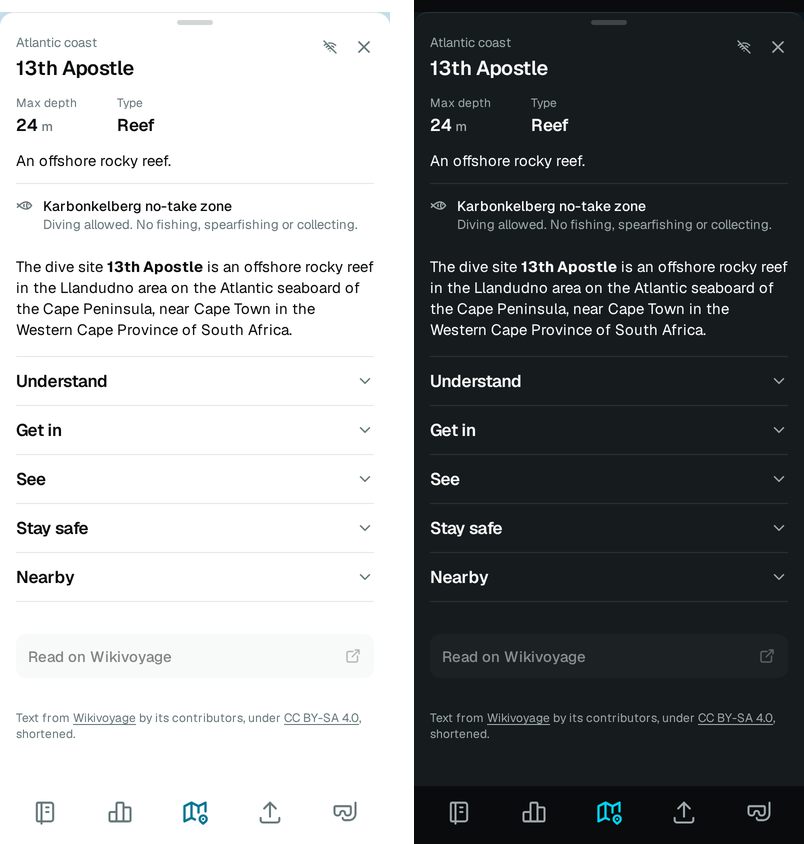 Atlantic coast
13th Apostle
Max depth Type
24 m Reef
An offshore rocky reef.
Karbonkelberg no-take zone
Diving allowed. No fishing, spearfishing or collecting.
The dive site 13th Apostle is an offshore rocky reef
in the Llandudno area on the Atlantic seaboard of
the Cape Peninsula, near Cape Town in the
Western Cape Province of South Africa.
Understand
Get in
See
Stay safe
Nearby
Read on Wikivoyage
Text from Wikivoyage by its contributors, under CC BY-SA 4.0,
shortened.
Atlantic coast
13th Apostle
Max depth Type
24 m Reef
An offshore rocky reef.
Karbonkelberg no-take zone
Diving allowed. No fishing, spearfishing or collecting.
The dive site 13th Apostle is an offshore rocky reef
in the Llandudno area on the Atlantic seaboard of
the Cape Peninsula, near Cape Town in the
Western Cape Province of South Africa.
Understand
Get in
See
Stay safe
Nearby
Read on Wikivoyage
Text from Wikivoyage by its contributors, under CC BY-SA 4.0,
shortened.